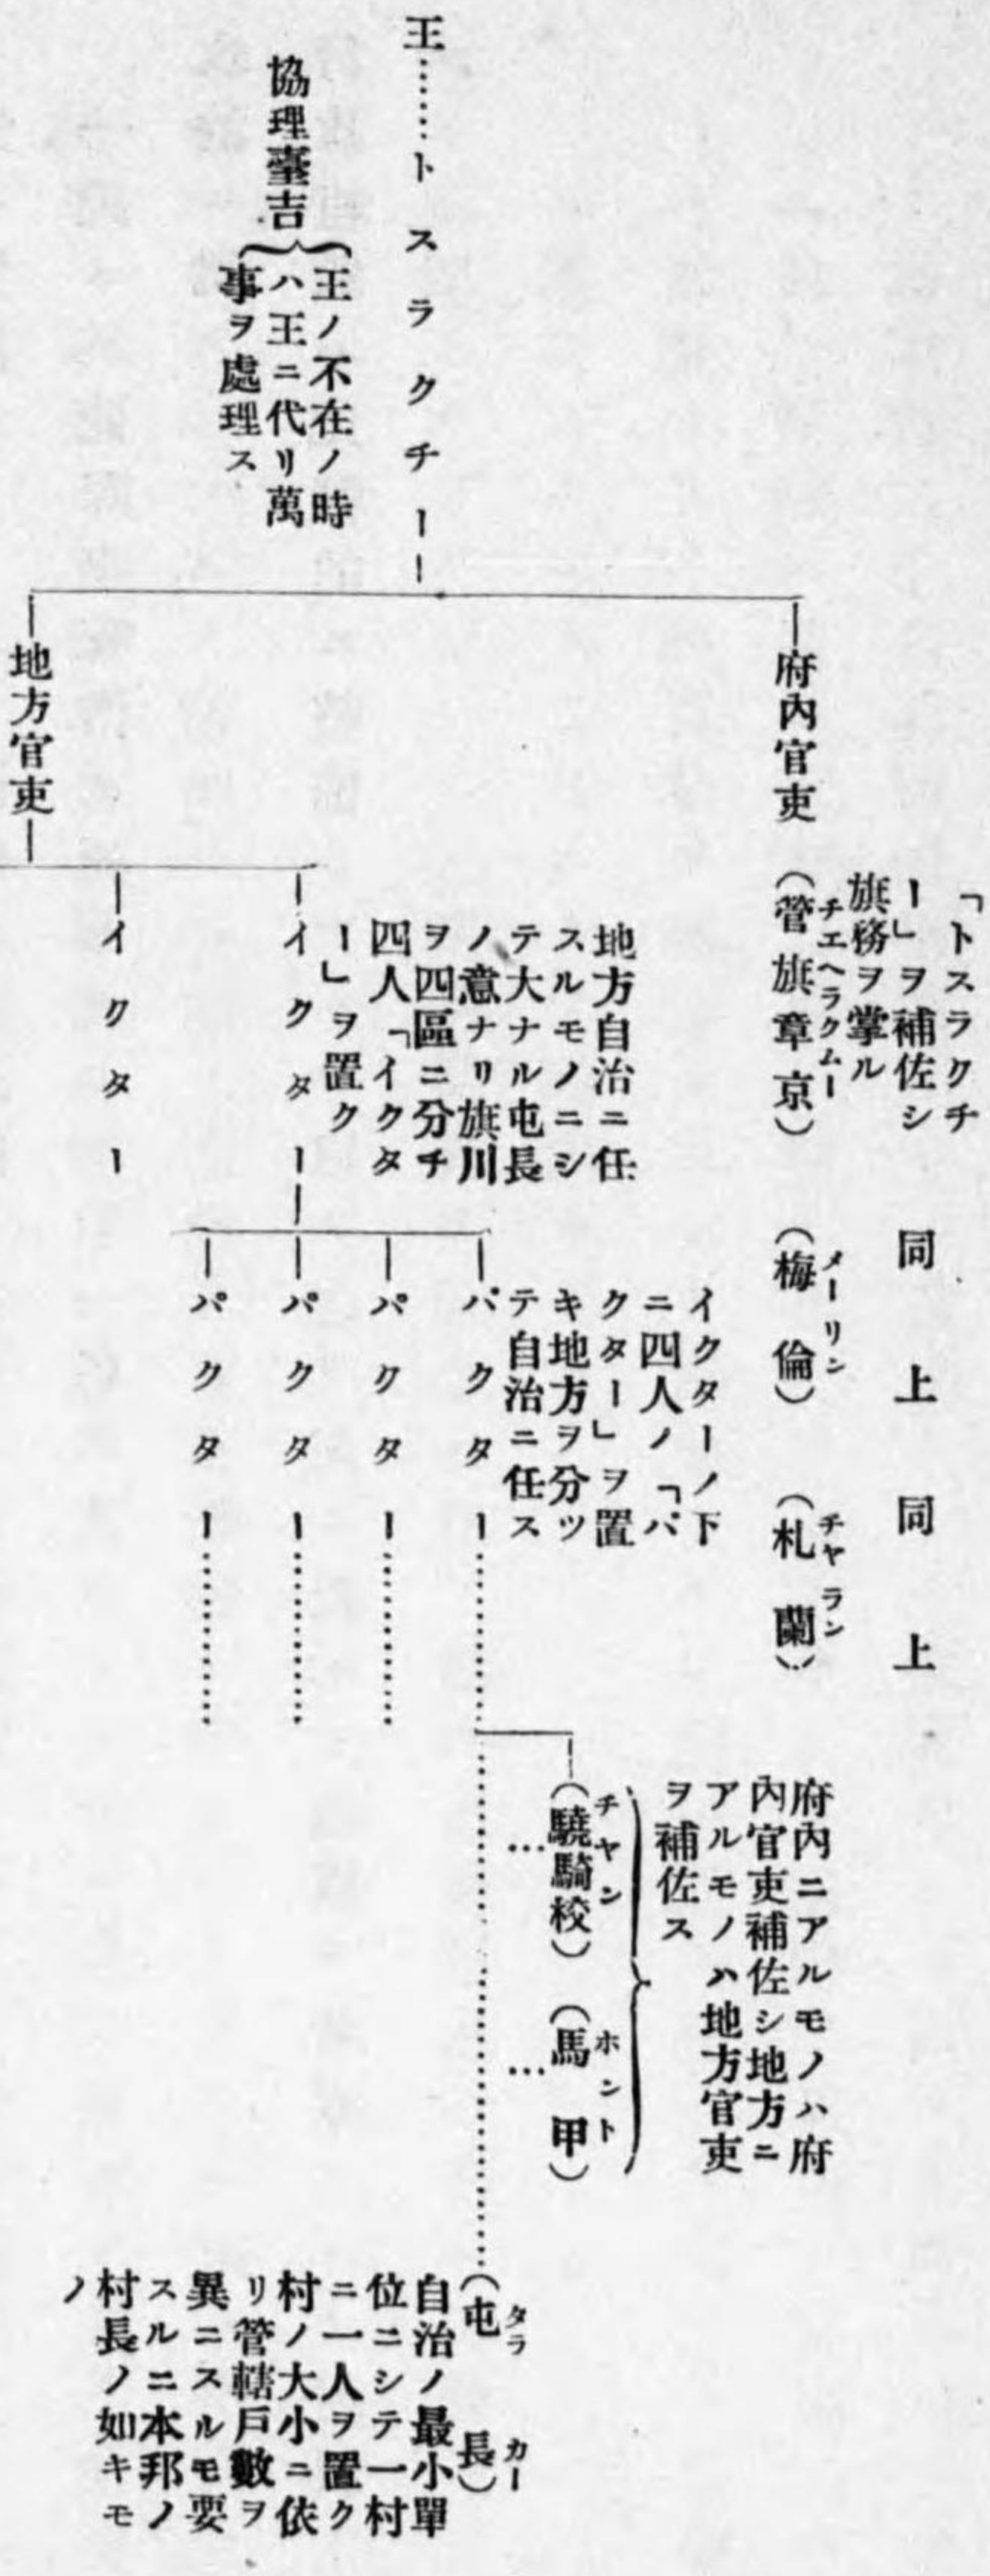 王……トスラクチー
協理臺吉
王ノ不在ノ時
ハ王ニ代リ萬
事ヲ處理ス
府內官吏
「トスラクチ
ー」ヲ補佐シ
旗務ヲ掌ル
チエヘラクムー
(管旗章京)
同上
メーリン
(梅倫)
同上
チヤラン
(札蘭)
府內ニアルモノハ府
內官吏補佐シ地方ニ
アルモノハ地方官吏
ヲ補佐ス
チヤン
(驍騎校)
ホント
(馬甲)
地方官吏
地方自治ニ任
スルモノニシ
テ大ナル屯長
ノ意ナリ旗川
ヲ四區ニ分チ
四人「イクタ
ー」ヲ置ク
イクター
イクター
イクターノ下
ニ四人ノ「パ
クター」ヲ置
キ地方ヲ分ツ
テ自治ニ任ス
パクター
パクター
パクター
パクター
タラカー
(屯長)
自治ノ最小單
位ニシテ一村
ニ一人ヲ置ク
村ノ大小ニ依
リ管轄戶數ヲ
異ニスルモ要
スルニ本邦ノ
村長ノ如キモ
ノ